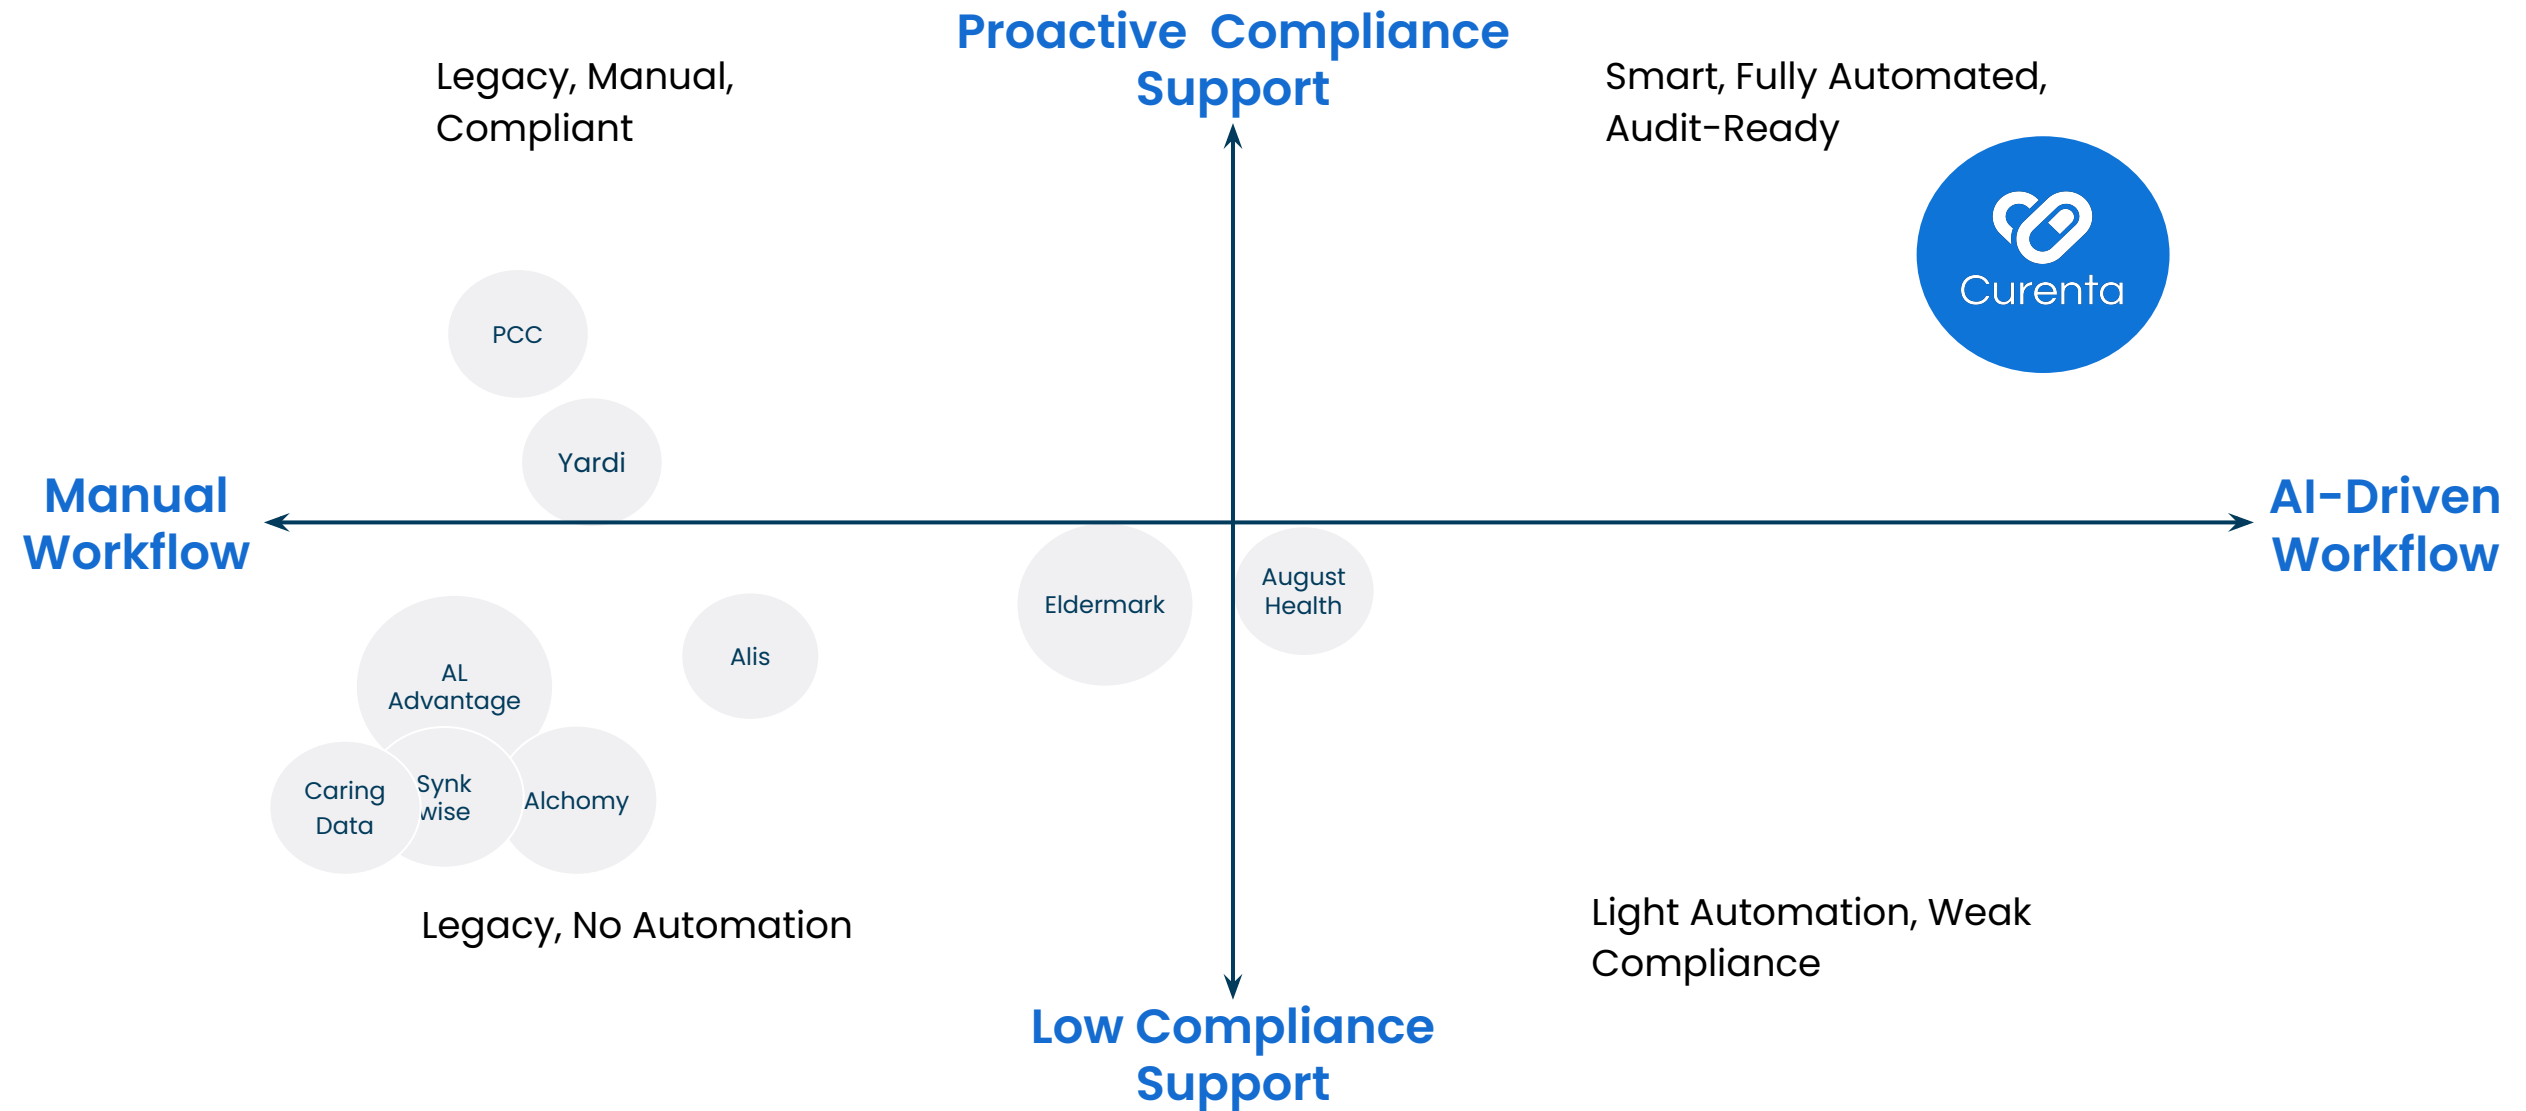 Proactive  Compliance
Support
Legacy, Manual,
Compliant
Smart, Fully Automated,
Audit-Ready
Curenta
PCC
Yardi
Manual
Workflow
AI-Driven
Workflow
August
Health
Eldermark
Alis
AL
Advantage
Caring
Data
Synk
wise
Alchomy
Legacy, No Automation
Light Automation, Weak
Compliance
Low Compliance
Support